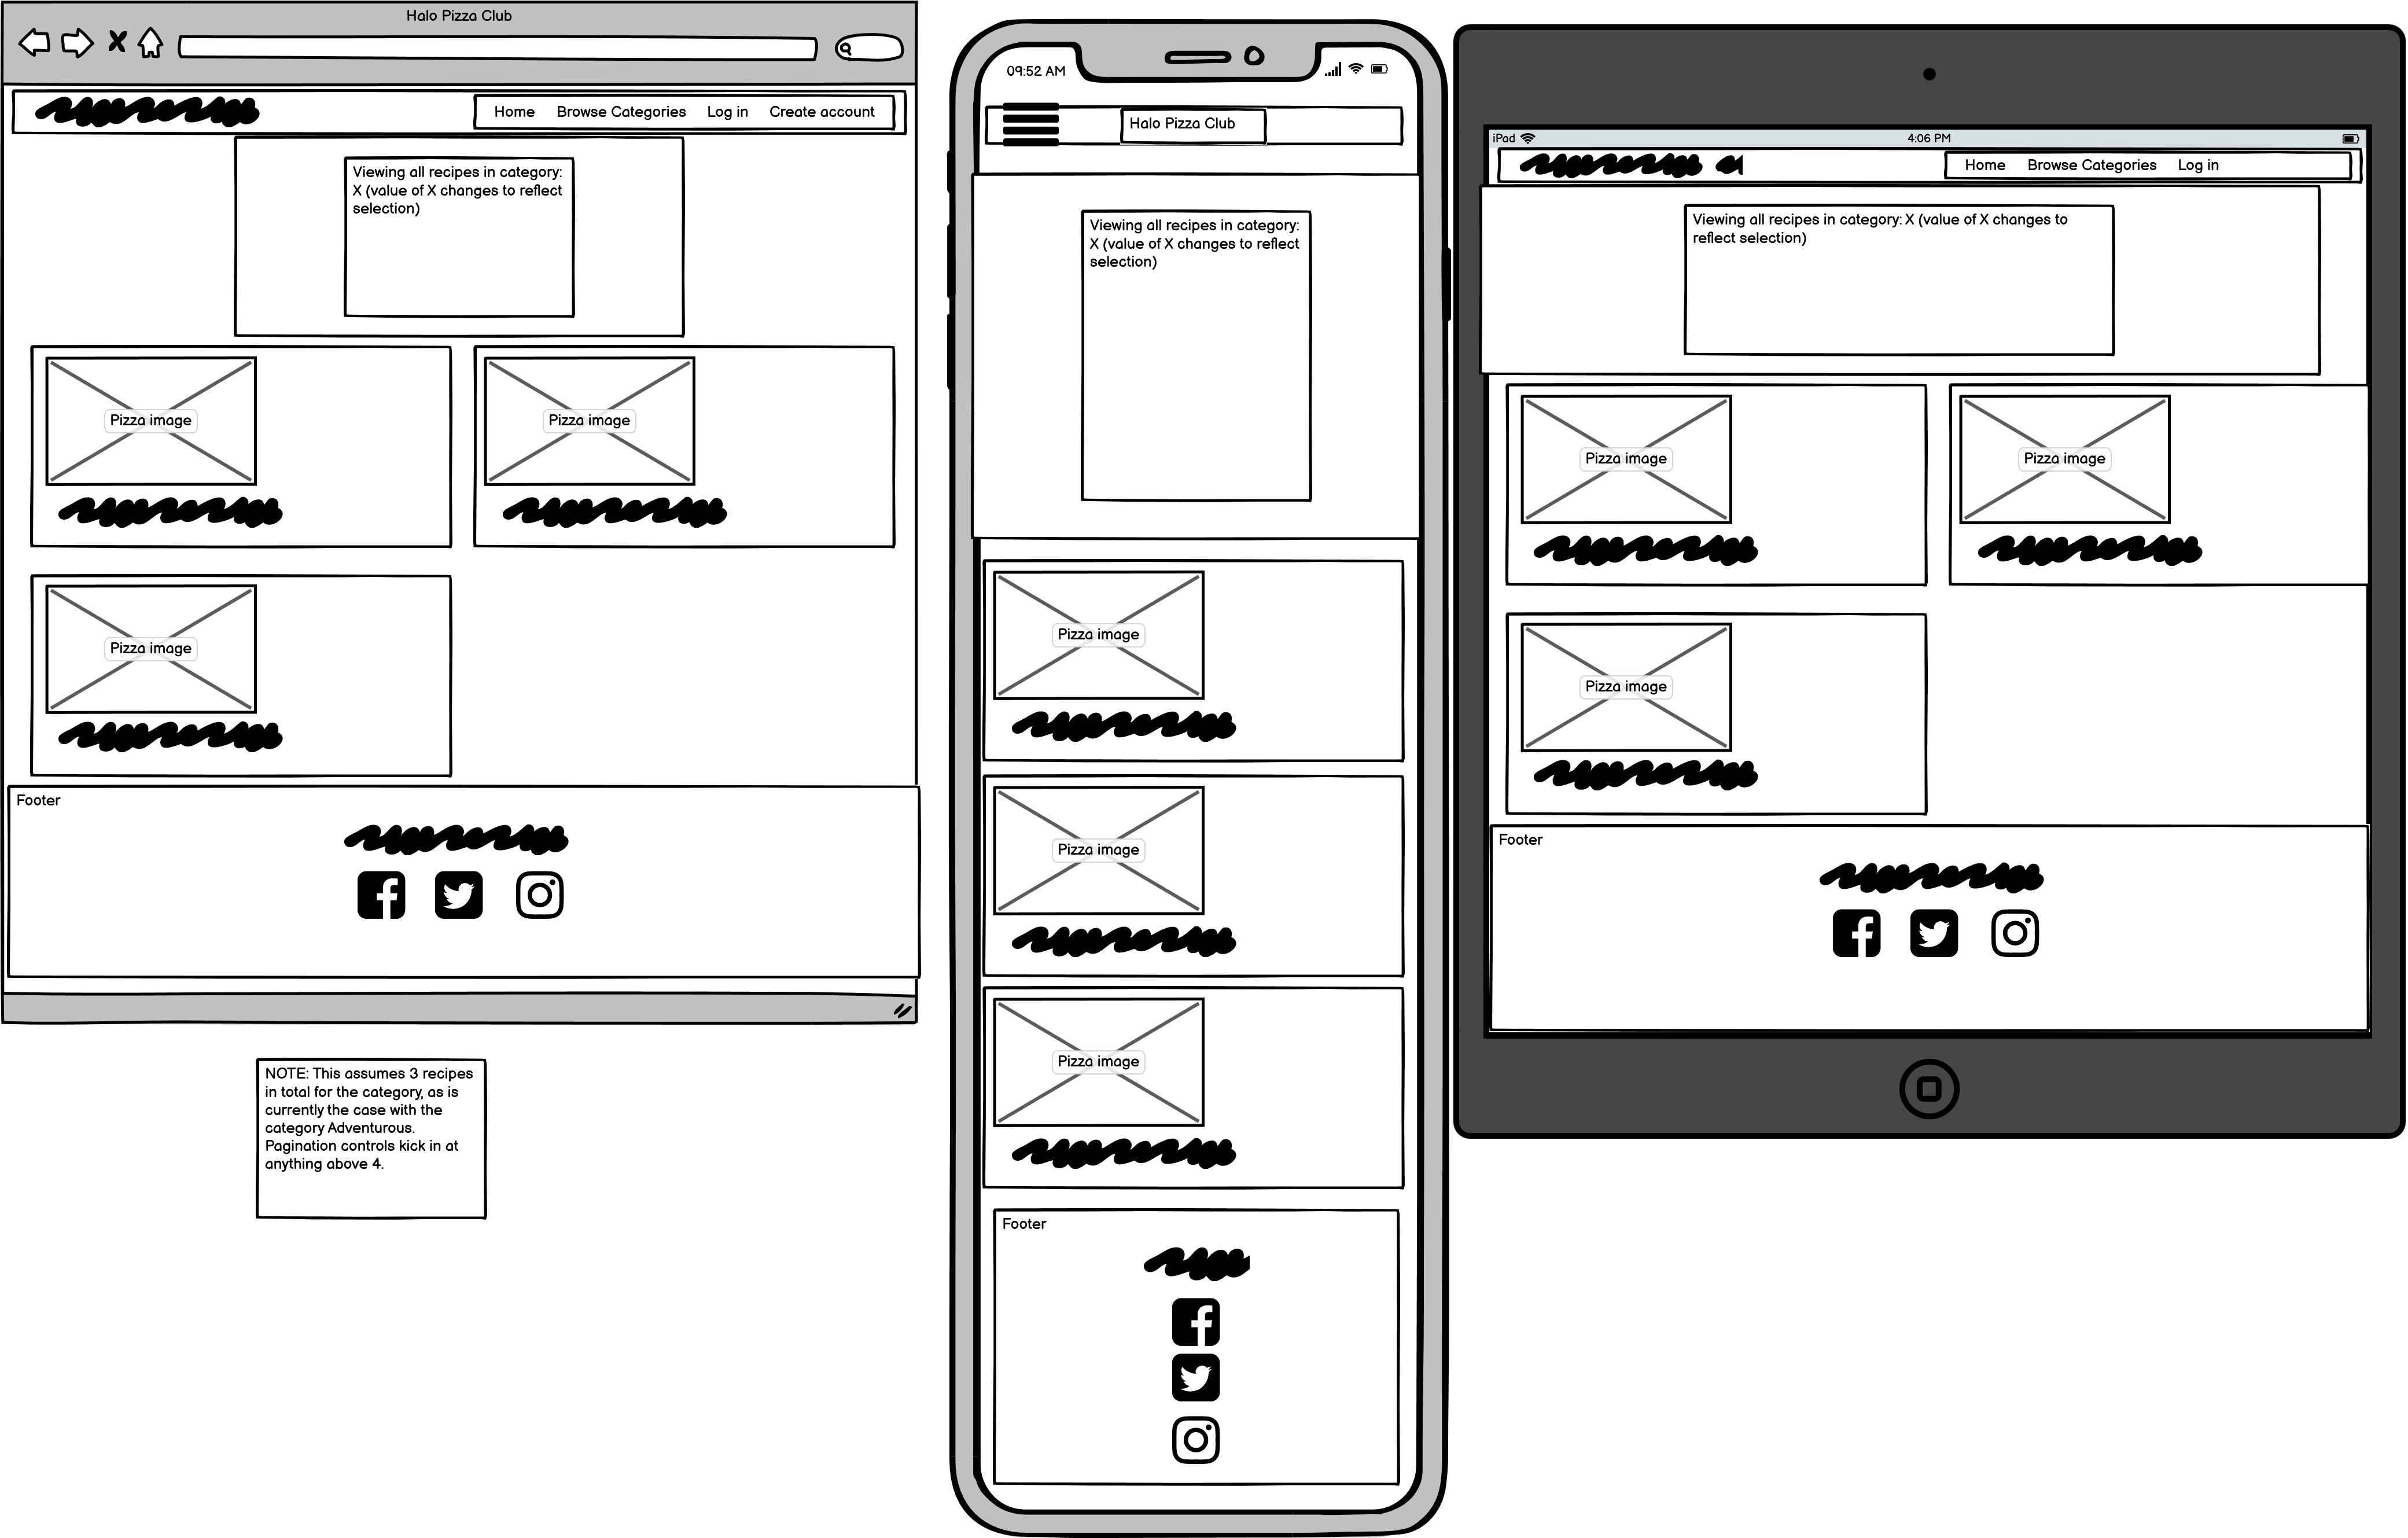 Halo Pizza Club
Home Browse Categories Log in Create account
Viewing all recipes in category:
X (value of X changes to reflect
selection)
Pizza image
Pizza image
Pizza image
Footer
NOTE: This assumes 3 recipes
in total for the category, as is
currently the case with the
category Adventurous.
Pagination controls kick in at
anything above 4.
09:52 AM
Halo Pizza Club
Viewing all recipes in category:
X (value of X changes to reflect
selection)
Pizza image
Pizza image
Pizza image
Footer
iPad 4:06 PM
Home Browse Categories Log in
Viewing all recipes in category: X (value of X changes to
reflect selection)
Pizza image
Pizza image
Pizza image
Footer